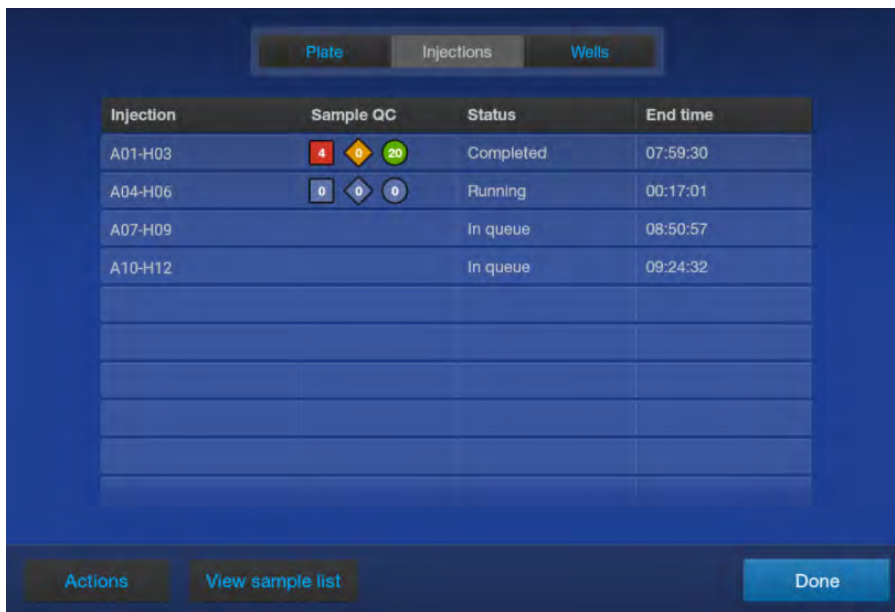 Plate Injections Wells
Injection Sample QC Status End time
A01-H03 4 0 20 Completed 07:59:30
A04-H06 0 0 0 Running 00:17:01
A07-H09 In queue 08:50:57
A10-H12 In queue 09:24:32
Actions View sample list Done